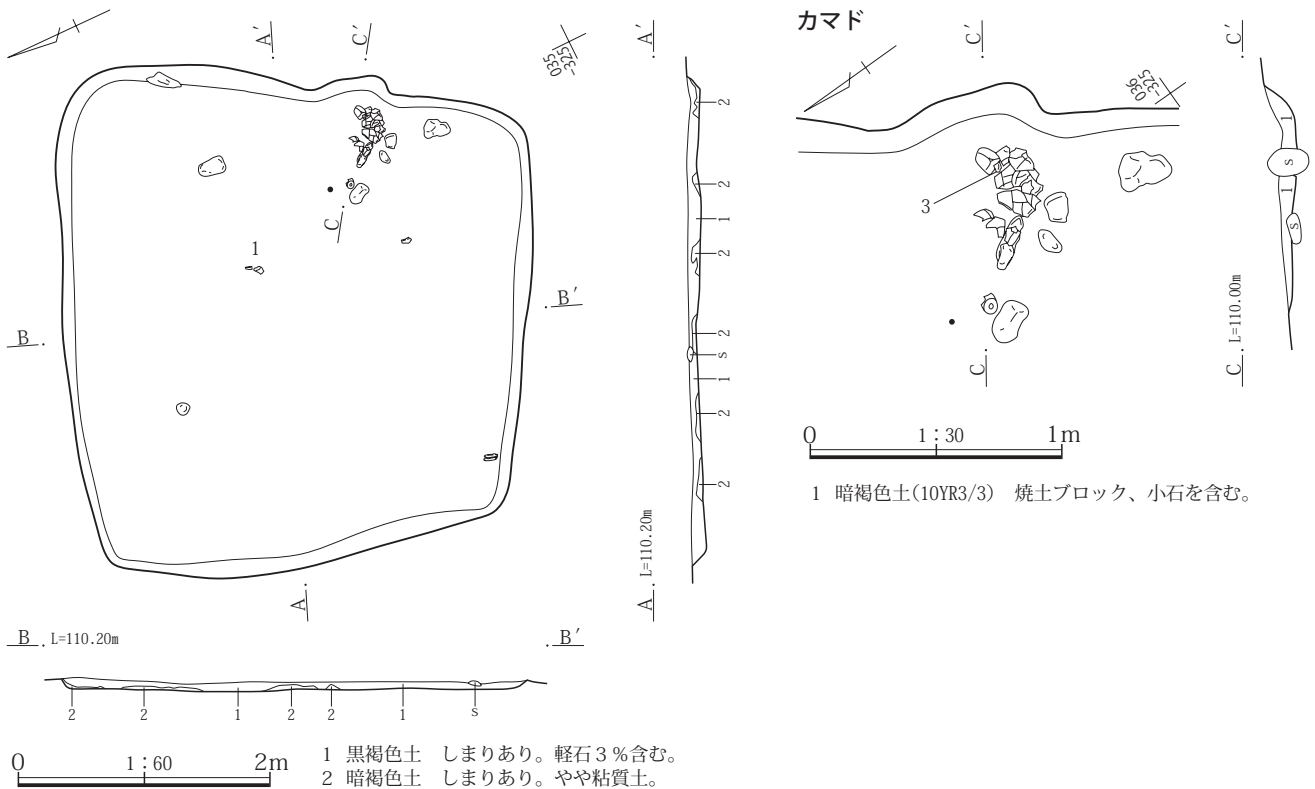 A′
C′
035
-325
C
1
B
B′
A
A′
2
2
1
2
2
s
1
2
2
A L=110.20m
B L=110.20m
B′
2
2
1
2
2
1
s
0 1：60 2m
1 黒褐色土 しまりあり。軽石３％含む。
2 暗褐色土 しまりあり。やや粘質土。
カマド
C′
036
-325
3
C
C′
1
s
1
s
C L=110.00m
0 1：30 1m
1 暗褐色土(10YR3/3) 焼土ブロック、小石を含む。